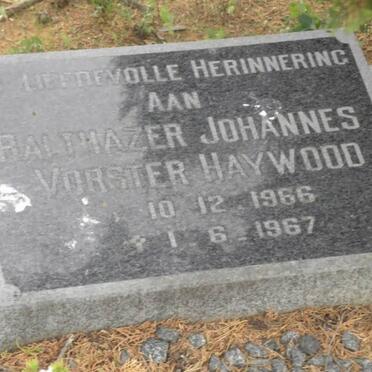 LIEFDEVOLLE HERINNERING
AAN
BALTHAZER JOHANNES
VORSTER HAYWOOD
10.12.1966
1.6.1967